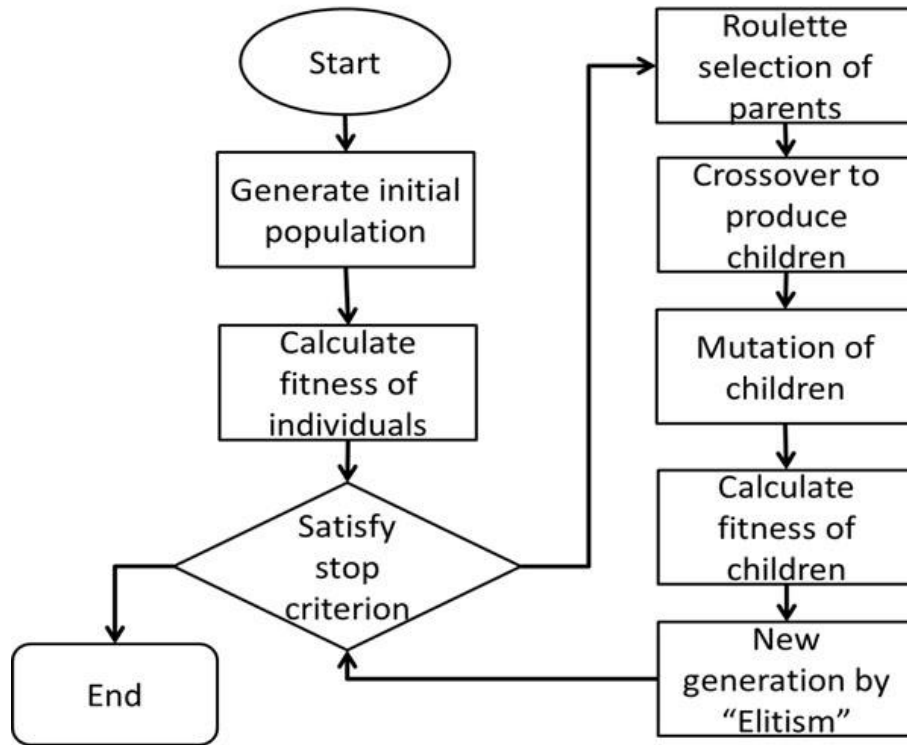 Start
Generate initial
population
Calculate
fitness of
individuals
Satisfy
stop
criterion
End
Roulette
selection of
parents
Crossover to
produce
children
Mutation of
children
Calculate
fitness of
children
New
generation by
“Elitism”